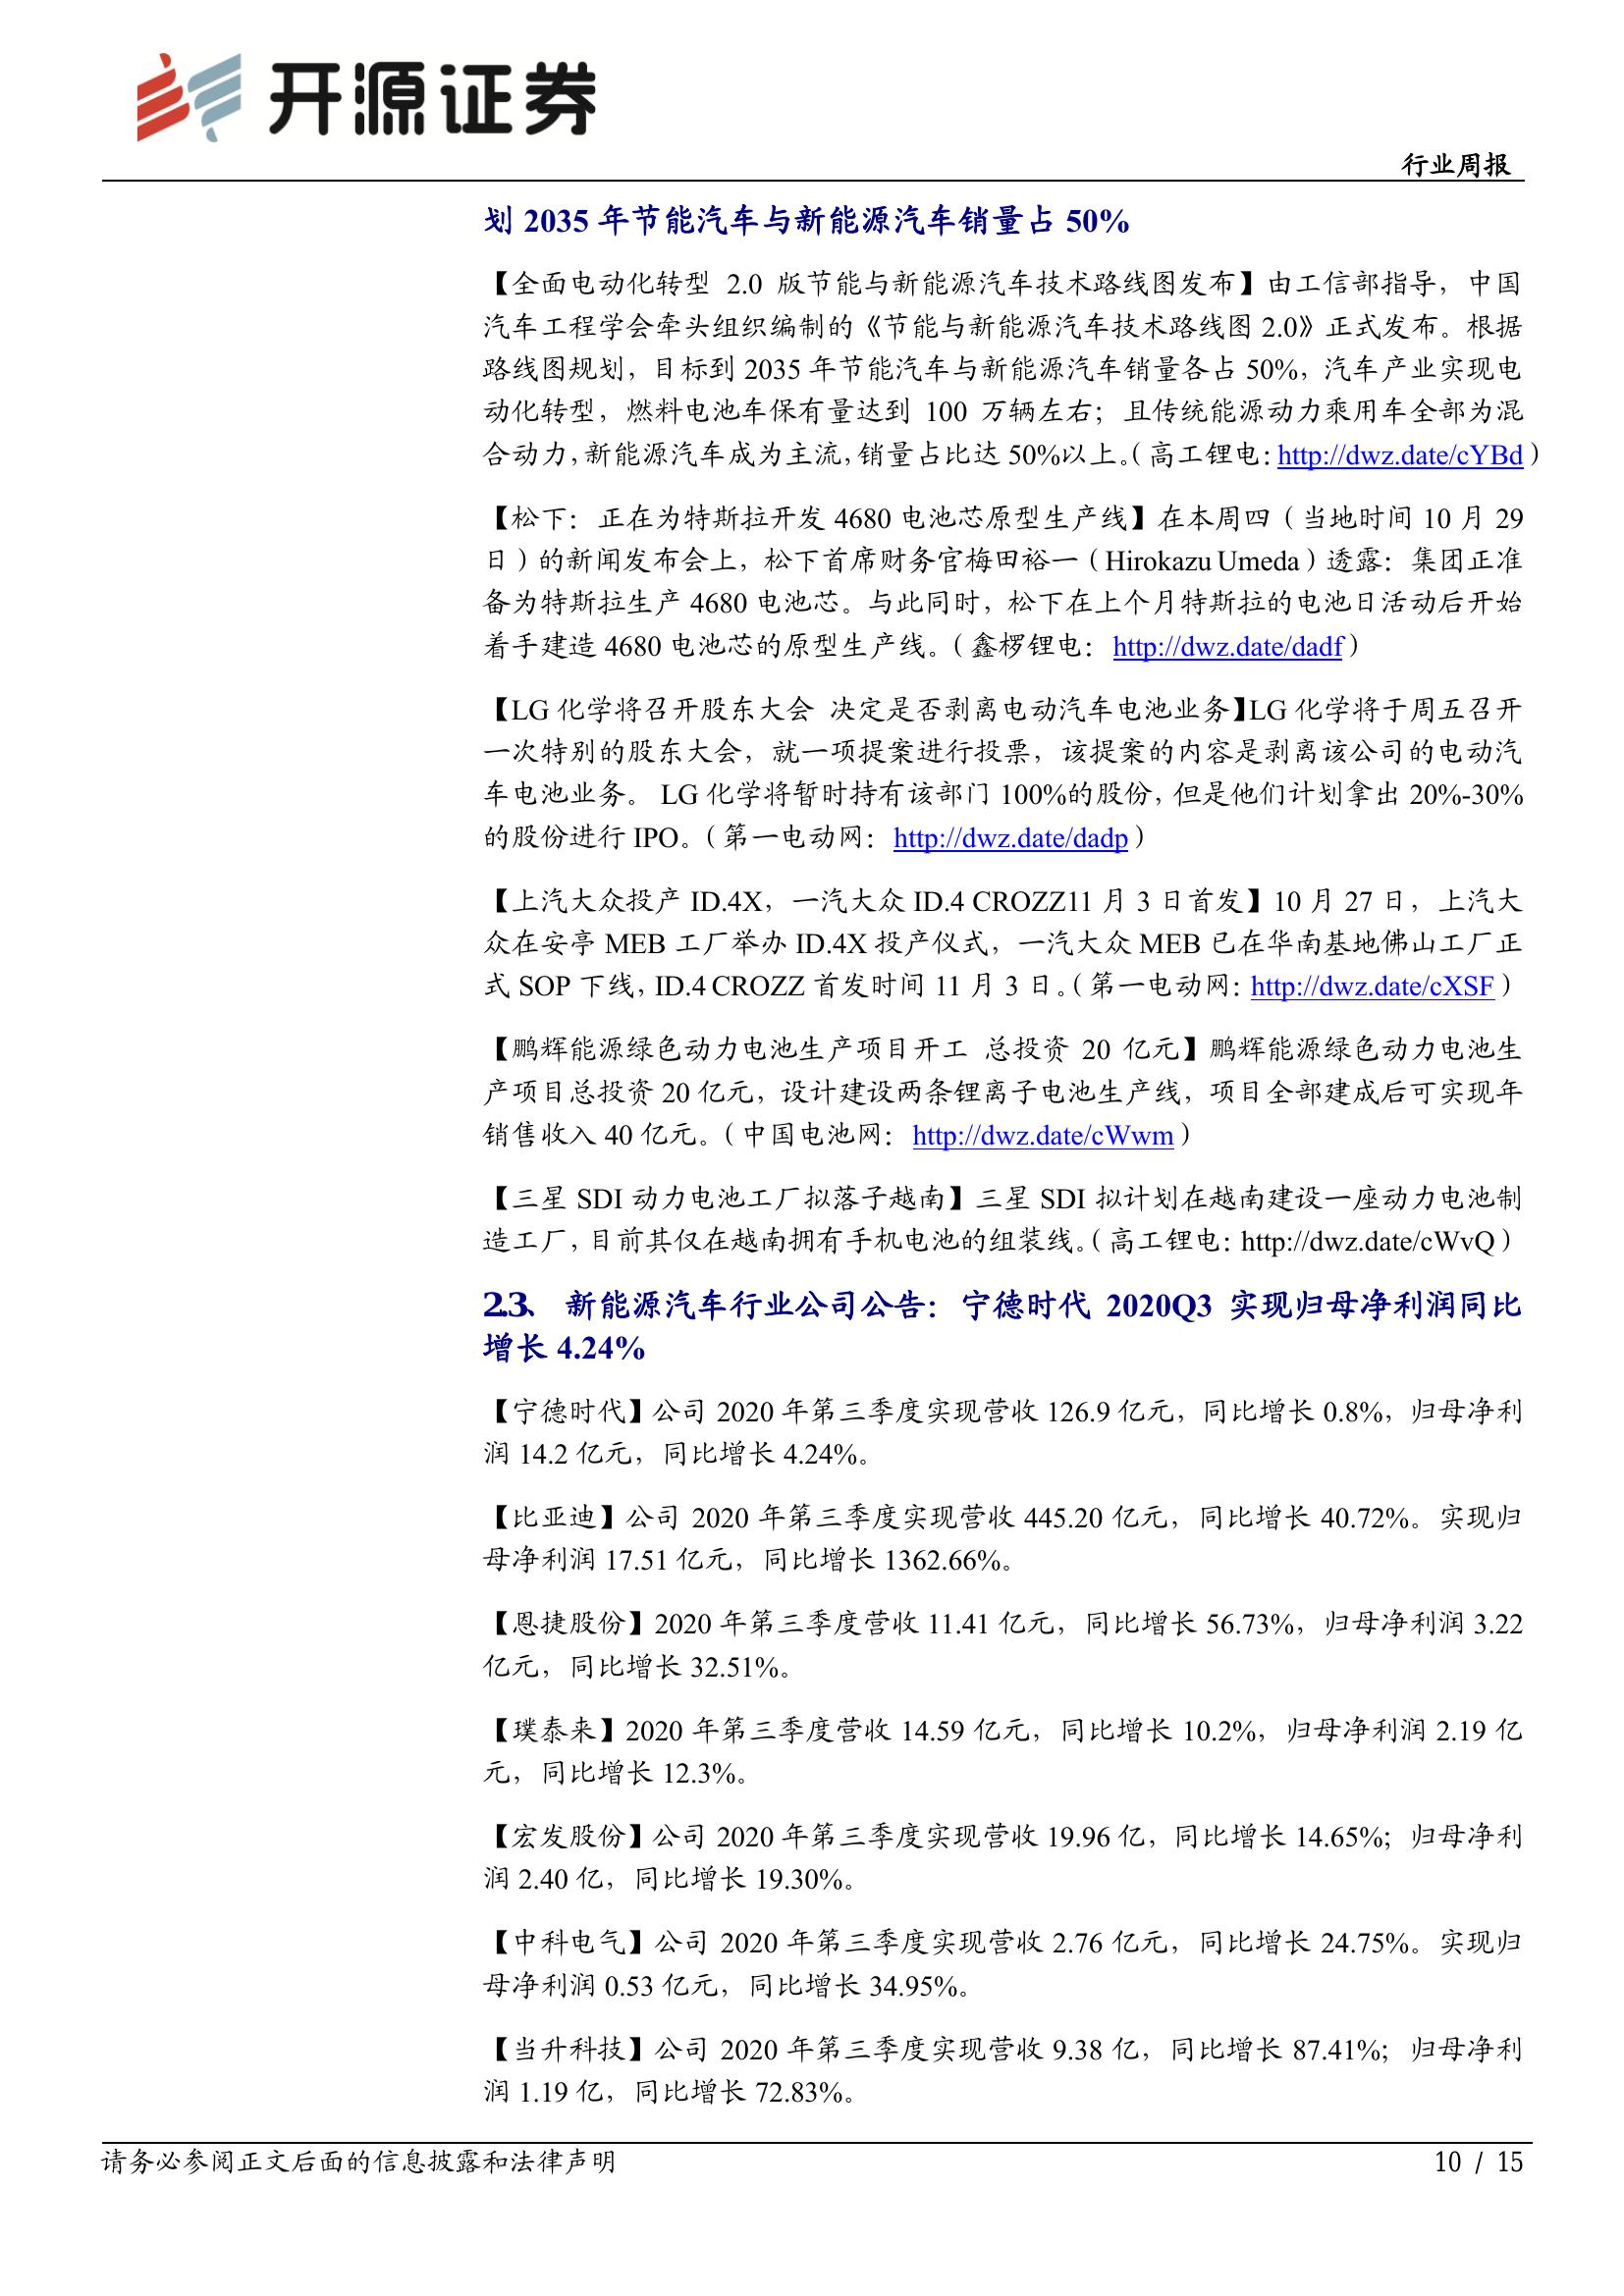 开源证券
行业周报
划 2035 年节能汽车与新能源汽车销量占 50%
【全面电动化转型 2.0 版节能与新能源汽车技术路线图发布】由工信部指导，中国
汽车工程学会牵头组织编制的《节能与新能源汽车技术路线图 2.0》正式发布。根据
路线图规划，目标到 2035 年节能汽车与新能源汽车销量各占 50%，汽车产业实现电
动化转型，燃料电池车保有量达到 100 万辆左右；且传统能源动力乘用车全部为混
合动力，新能源汽车成为主流，销量占比达 50%以上。（高工锂电：http://dwz.date/cYBd）
【松下：正在为特斯拉开发 4680 电池芯原型生产线】在本周四（当地时间 10 月 29
日）的新闻发布会上，松下首席财务官梅田裕一（Hirokazu Umeda）透露：集团正准
备为特斯拉生产 4680 电池芯。与此同时，松下在上个月特斯拉的电池日活动后开始
着手建造 4680 电池芯的原型生产线。（鑫椤锂电：http://dwz.date/dadf）
【LG 化学将召开股东大会 决定是否剥离电动汽车电池业务】LG 化学将于周五召开
一次特别的股东大会，就一项提案进行投票，该提案的内容是剥离该公司的电动汽
车电池业务。 LG 化学将暂时持有该部门 100%的股份，但是他们计划拿出 20%-30%
的股份进行 IPO。（第一电动网：http://dwz.date/dadp）
【上汽大众投产 ID.4X，一汽大众 ID.4 CROZZ11 月 3 日首发】10 月 27 日，上汽大
众在安亭 MEB 工厂举办 ID.4X 投产仪式，一汽大众 MEB 已在华南基地佛山工厂正
式 SOP 下线，ID.4 CROZZ 首发时间 11 月 3 日。（第一电动网：http://dwz.date/cXSF）
【鹏辉能源绿色动力电池生产项目开工 总投资 20 亿元】鹏辉能源绿色动力电池生
产项目总投资 20 亿元，设计建设两条锂离子电池生产线，项目全部建成后可实现年
销售收入 40 亿元。（中国电池网：http://dwz.date/cWwm）
【三星 SDI 动力电池工厂拟落子越南】三星 SDI 拟计划在越南建设一座动力电池制
造工厂，目前其仅在越南拥有手机电池的组装线。（高工锂电：http://dwz.date/cWvQ）
2.3、 新能源汽车行业公司公告：宁德时代 2020Q3 实现归母净利润同比
增长 4.24%
【宁德时代】公司 2020 年第三季度实现营收 126.9 亿元，同比增长 0.8%，归母净利
润 14.2 亿元，同比增长 4.24%。
【比亚迪】公司 2020 年第三季度实现营收 445.20 亿元，同比增长 40.72%。实现归
母净利润 17.51 亿元，同比增长 1362.66%。
【恩捷股份】2020 年第三季度营收 11.41 亿元，同比增长 56.73%，归母净利润 3.22
亿元，同比增长 32.51%。
【璞泰来】2020 年第三季度营收 14.59 亿元，同比增长 10.2%，归母净利润 2.19 亿
元，同比增长 12.3%。
【宏发股份】公司 2020 年第三季度实现营收 19.96 亿，同比增长 14.65%；归母净利
润 2.40 亿，同比增长 19.30%。
【中科电气】公司 2020 年第三季度实现营收 2.76 亿元，同比增长 24.75%。实现归
母净利润 0.53 亿元，同比增长 34.95%。
【当升科技】公司 2020 年第三季度实现营收 9.38 亿，同比增长 87.41%；归母净利
润 1.19 亿，同比增长 72.83%。
请务必参阅正文后面的信息披露和法律声明
10 / 15